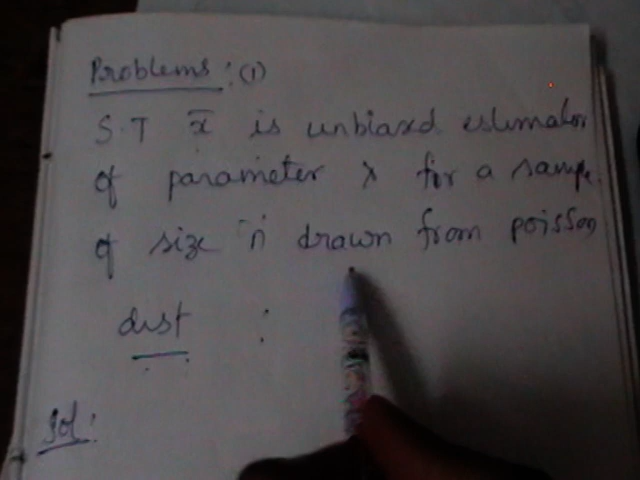 Problems : (1)
S.T x̄ is unbiased estimator
of parameter λ for a sample
of size 'n' drawn from poisson
dist :
Sol :